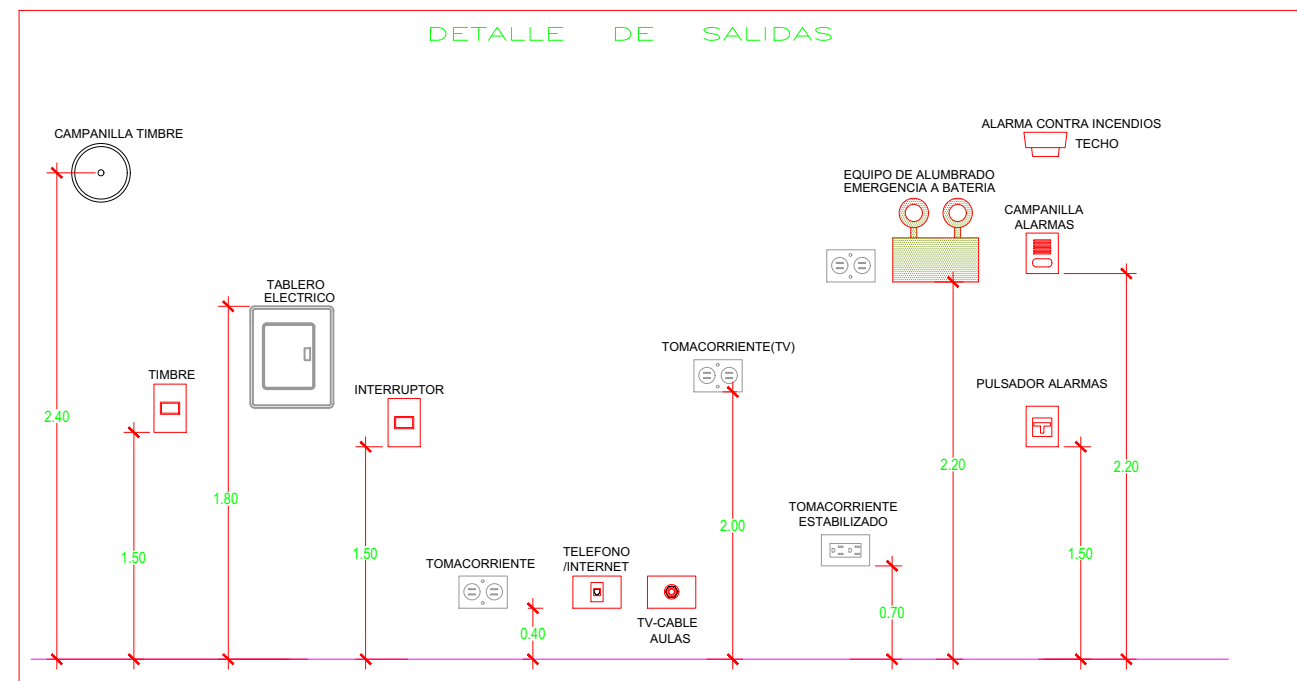 DETALLE DE SALIDAS
CAMPANILLA TIMBRE
ALARMA CONTRA INCENDIOS
TECHO
EQUIPO DE ALUMBRADO
EMERGENCIA A BATERIA
CAMPANILLA
ALARMAS
TABLERO
ELECTRICO
TIMBRE
INTERRUPTOR
TOMACORRIENTE(TV)
PULSADOR ALARMAS
2.40
1.80
1.50
1.50
2.00
2.20
2.20
1.50
TOMACORRIENTE
ESTABILIZADO
TOMACORRIENTE
TELEFONO
/INTERNET
TV-CABLE
AULAS
0.40
0.70